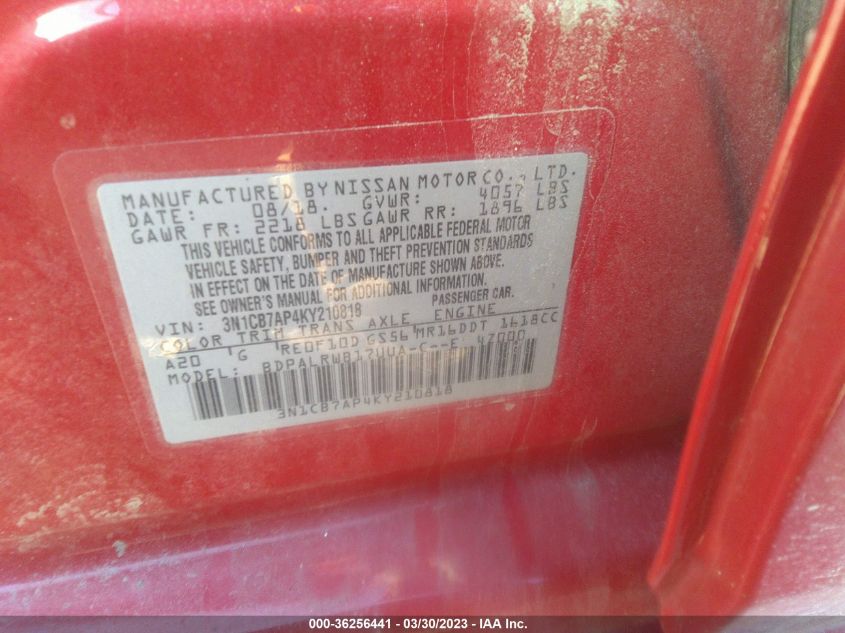 MANUFACTURED BY NISSAN MOTOR CO., LTD.
DATE: 08/18. GVWR: 4057 LBS
GAWR FR: 2218 LBS GAWR RR: 1896 LBS
THIS VEHICLE CONFORMS TO ALL APPLICABLE FEDERAL MOTOR
VEHICLE SAFETY, BUMPER AND THEFT PREVENTION STANDARDS
IN EFFECT ON THE DATE OF MANUFACTURE SHOWN ABOVE.
SEE OWNER'S MANUAL FOR ADDITIONAL INFORMATION.
VIN: 3N1CB7AP4KY210818 PASSENGER CAR.
COLOR TRIM TRANS AXLE ENGINE
A20 G RE0F10D GS56 MR16DDT 1618CC
MODEL: BDPALRWB17UUA-C--E 47000
3N1CB7AP4KY210818
000-36256441 - 03/30/2023 - IAA Inc.